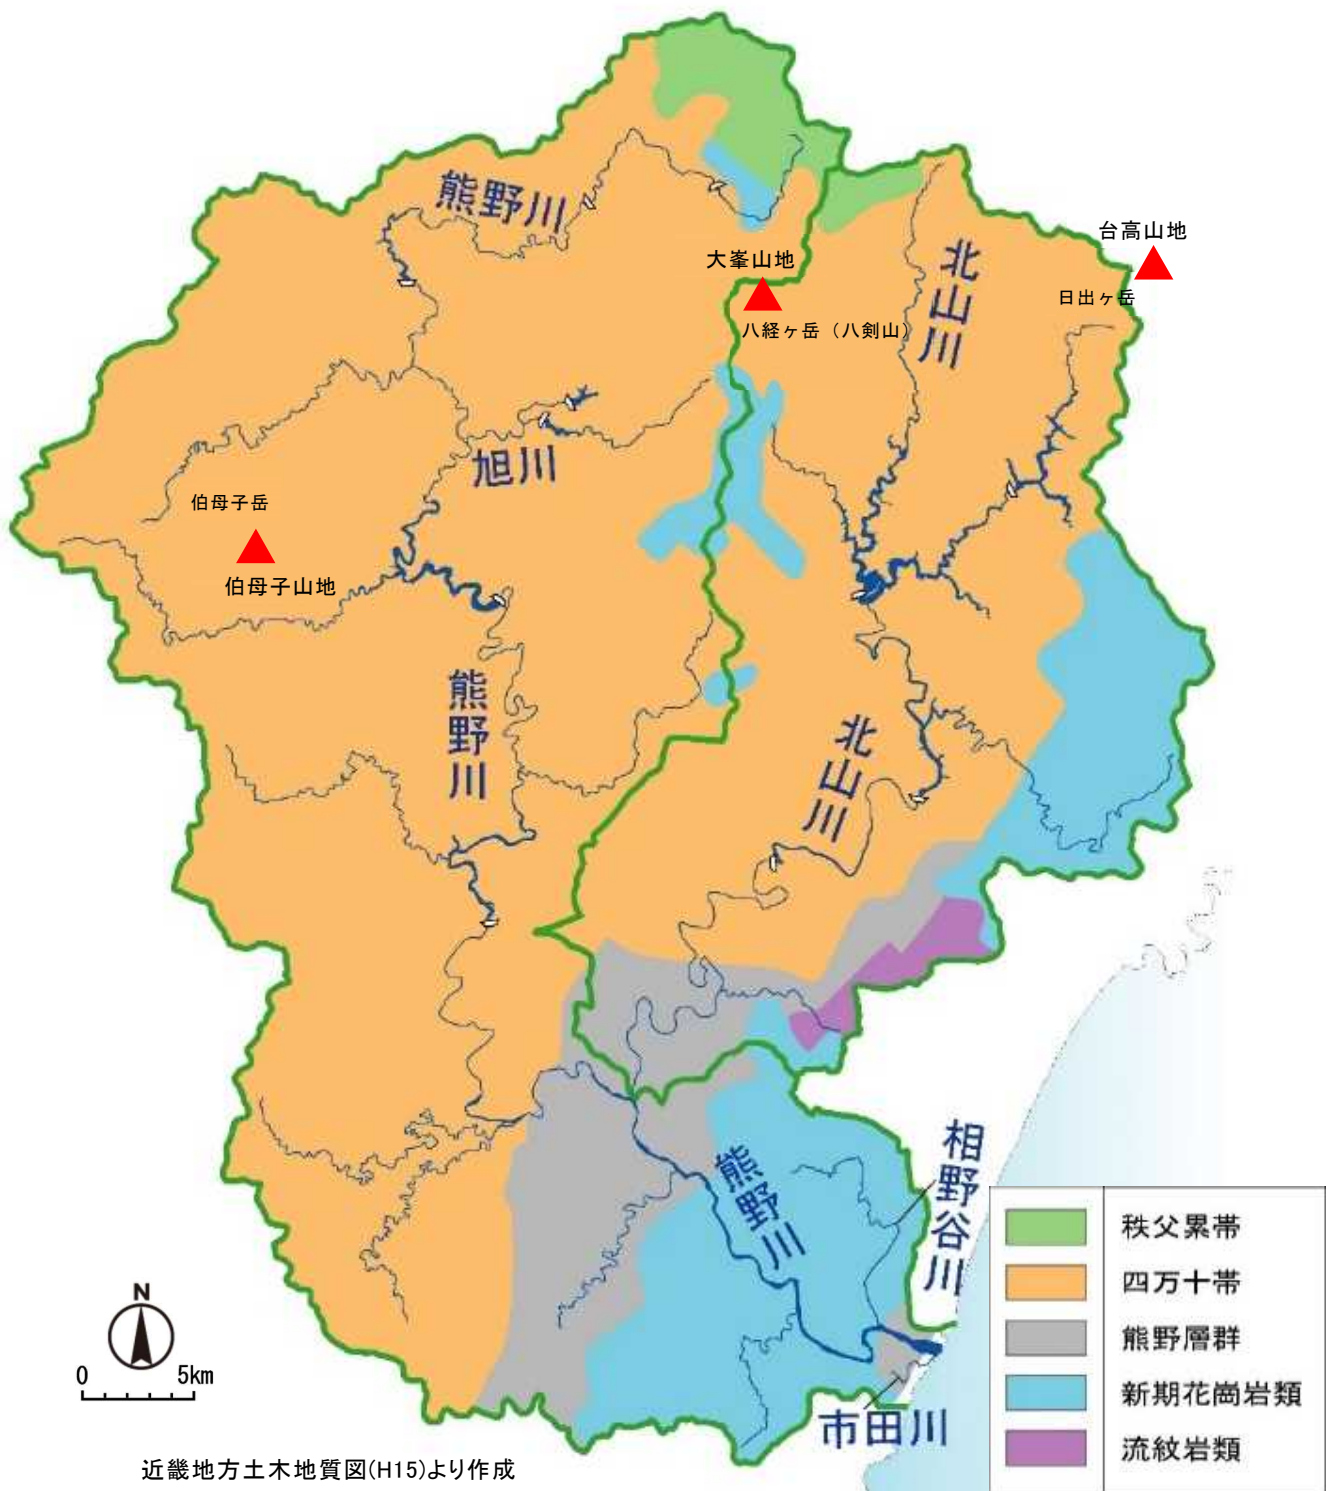 熊野川
北山川
台高山地
日出ヶ岳
大峯山地
八経ヶ岳（八剣山）
旭川
伯母子岳
伯母子山地
熊野川
北山川
熊野川
相野谷川
市田川
秩父累帯
四万十帯
熊野層群
新期花崗岩類
流紋岩類
N
0 5km
近畿地方土木地質図(H15)より作成